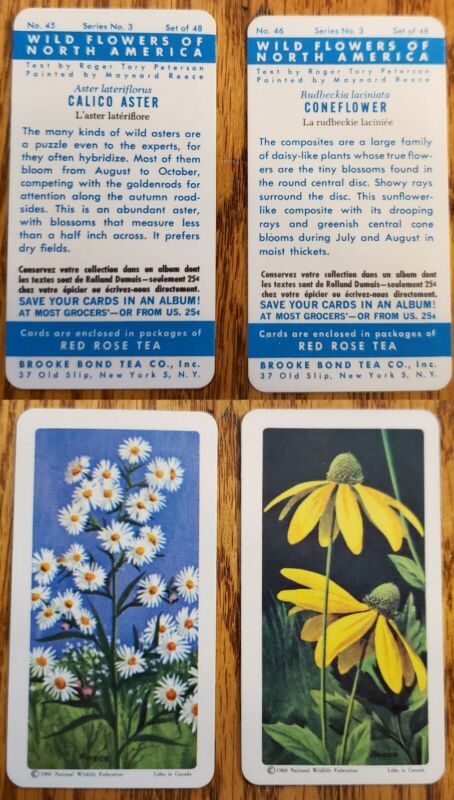 No. 45 Series No. 3 Set of 48
WILD FLOWERS OF
NORTH AMERICA
Text by Roger Tory Peterson
Painted by Maynard Reece
Aster lateriflorus
CALICO ASTER
L'aster latériflore
The many kinds of wild asters are
a puzzle even to the experts, for
they often hybridize. Most of them
bloom from August to October,
competing with the goldenrods for
attention along the autumn road-
sides. This is an abundant aster,
with blossoms that measure less
than a half inch across. It prefers
dry fields.
Conservez votre collection dans un album dont
les textes sont de Rolland Dumais—seulement 25¢
chez votre épicier ou écrivez-nous directement.
SAVE YOUR CARDS IN AN ALBUM!
AT MOST GROCERS'—OR FROM US. 25¢
Cards are enclosed in packages of
RED ROSE TEA
BROOKE BOND TEA CO., Inc.
37 Old Slip, New York 5, N.Y.
No. 46 Series No. 3 Set of 48
WILD FLOWERS OF
NORTH AMERICA
Text by Roger Tory Peterson
Painted by Maynard Reece
Rudbeckia laciniata
CONEFLOWER
La rudbeckie laciniée
The composites are a large family
of daisy-like plants whose true flow-
ers are the tiny blossoms found in
the round central disc. Showy rays
surround the disc. This sunflower-
like composite with its drooping
rays and greenish central cone
blooms during July and August in
moist thickets.
Conservez votre collection dans un album dont
les textes sont de Rolland Dumais—seulement 25¢
chez votre épicier ou écrivez-nous directement.
SAVE YOUR CARDS IN AN ALBUM!
AT MOST GROCERS'—OR FROM US. 25¢
Cards are enclosed in packages of
RED ROSE TEA
BROOKE BOND TEA CO., Inc.
37 Old Slip, New York 5, N.Y.
Reece
©1960 National Wildlife Federation Litho in Canada
Reece
©1960 National Wildlife Federation Litho in Canada